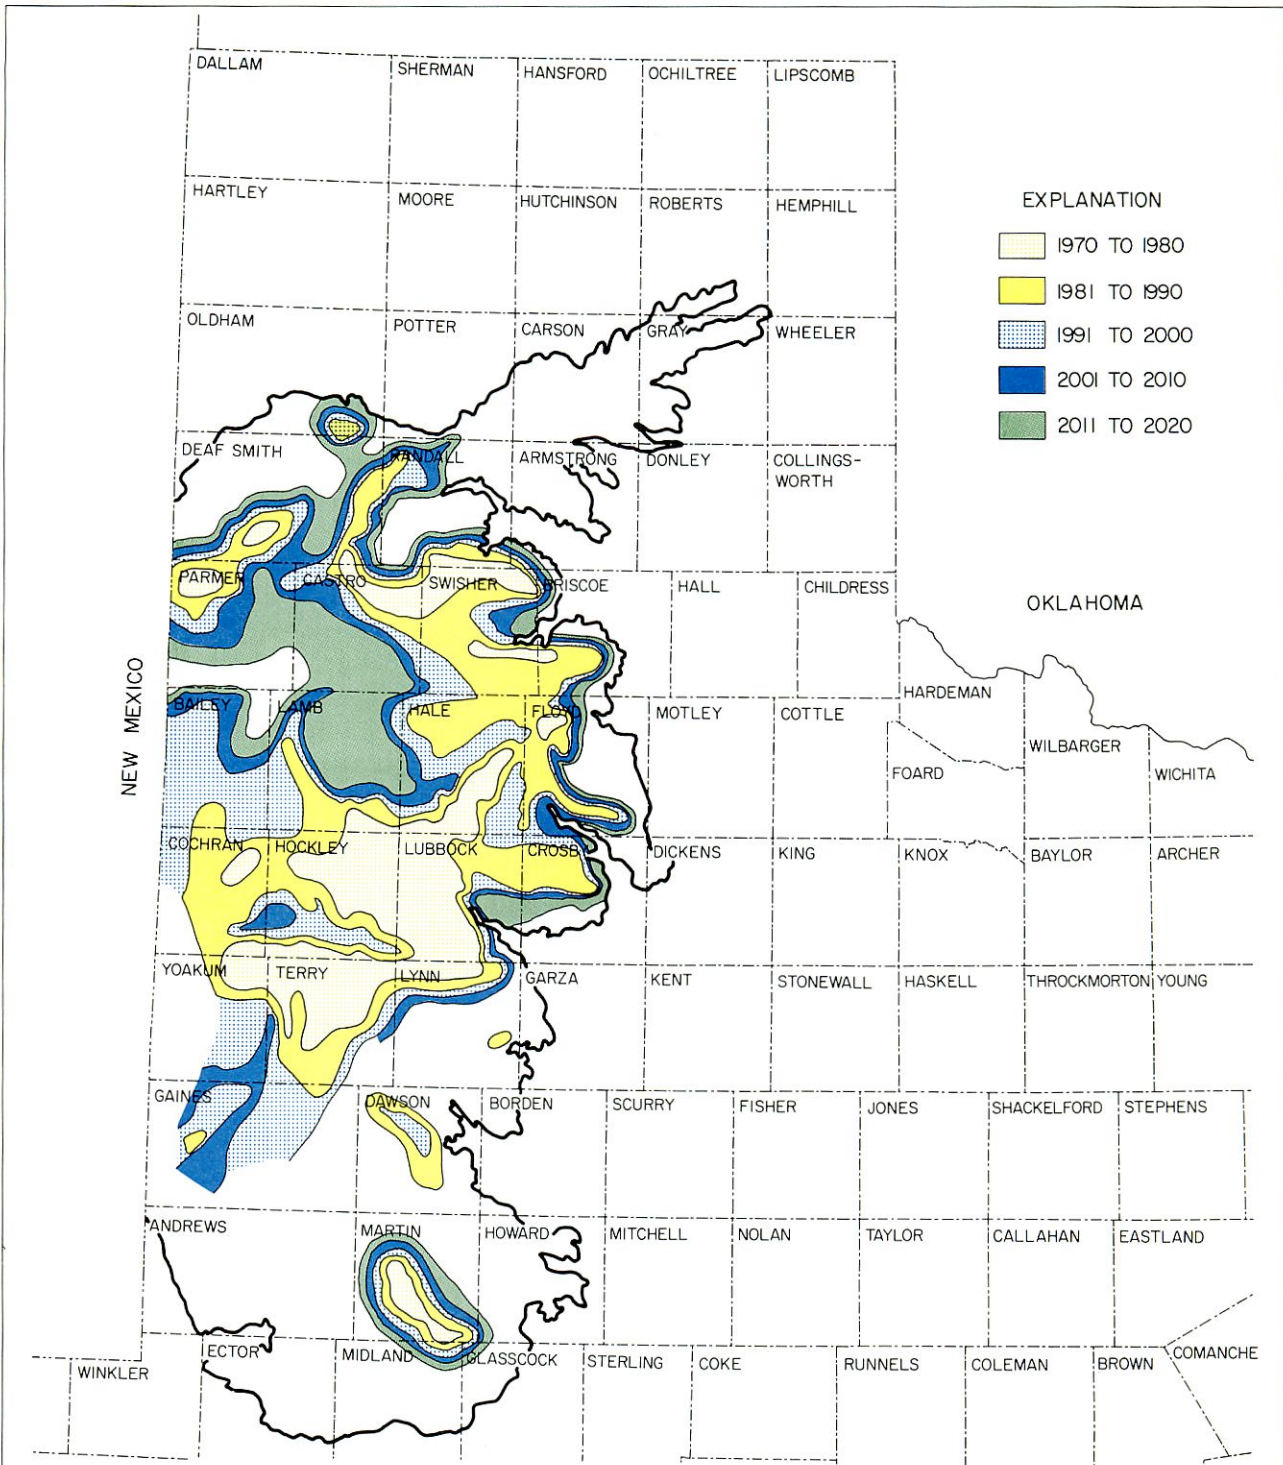 DALLAM
SHERMAN
HANSFORD
OCHILTREE
LIPSCOMB
HARTLEY
MOORE
HUTCHINSON
ROBERTS
HEMPHILL
EXPLANATION
1970 TO 1980
1981 TO 1990
1991 TO 2000
2001 TO 2010
2011 TO 2020
OLDHAM
POTTER
CARSON
GRAY
WHEELER
DEAF SMITH
RANDALL
ARMSTRONG
DONLEY
COLLINGS-
WORTH
PARMER
CASTRO
SWISHER
BRISCOE
HALL
CHILDRESS
OKLAHOMA
NEW MEXICO
BAILEY
LAMB
HALE
FLOYD
MOTLEY
COTTLE
HARDEMAN
FOARD
WILBARGER
WICHITA
COCHRAN
HOCKLEY
LUBBOCK
CROSBY
DICKENS
KING
KNOX
BAYLOR
ARCHER
YOAKUM
TERRY
LYNN
GARZA
KENT
STONEWALL
HASKELL
THROCKMORTON
YOUNG
GAINES
DAWSON
BORDEN
SCURRY
FISHER
JONES
SHACKELFORD
STEPHENS
ANDREWS
MARTIN
HOWARD
MITCHELL
NOLAN
TAYLOR
CALLAHAN
EASTLAND
WINKLER
ECTOR
MIDLAND
GLASSCOCK
STERLING
COKE
RUNNELS
COLEMAN
BROWN
COMANCHE